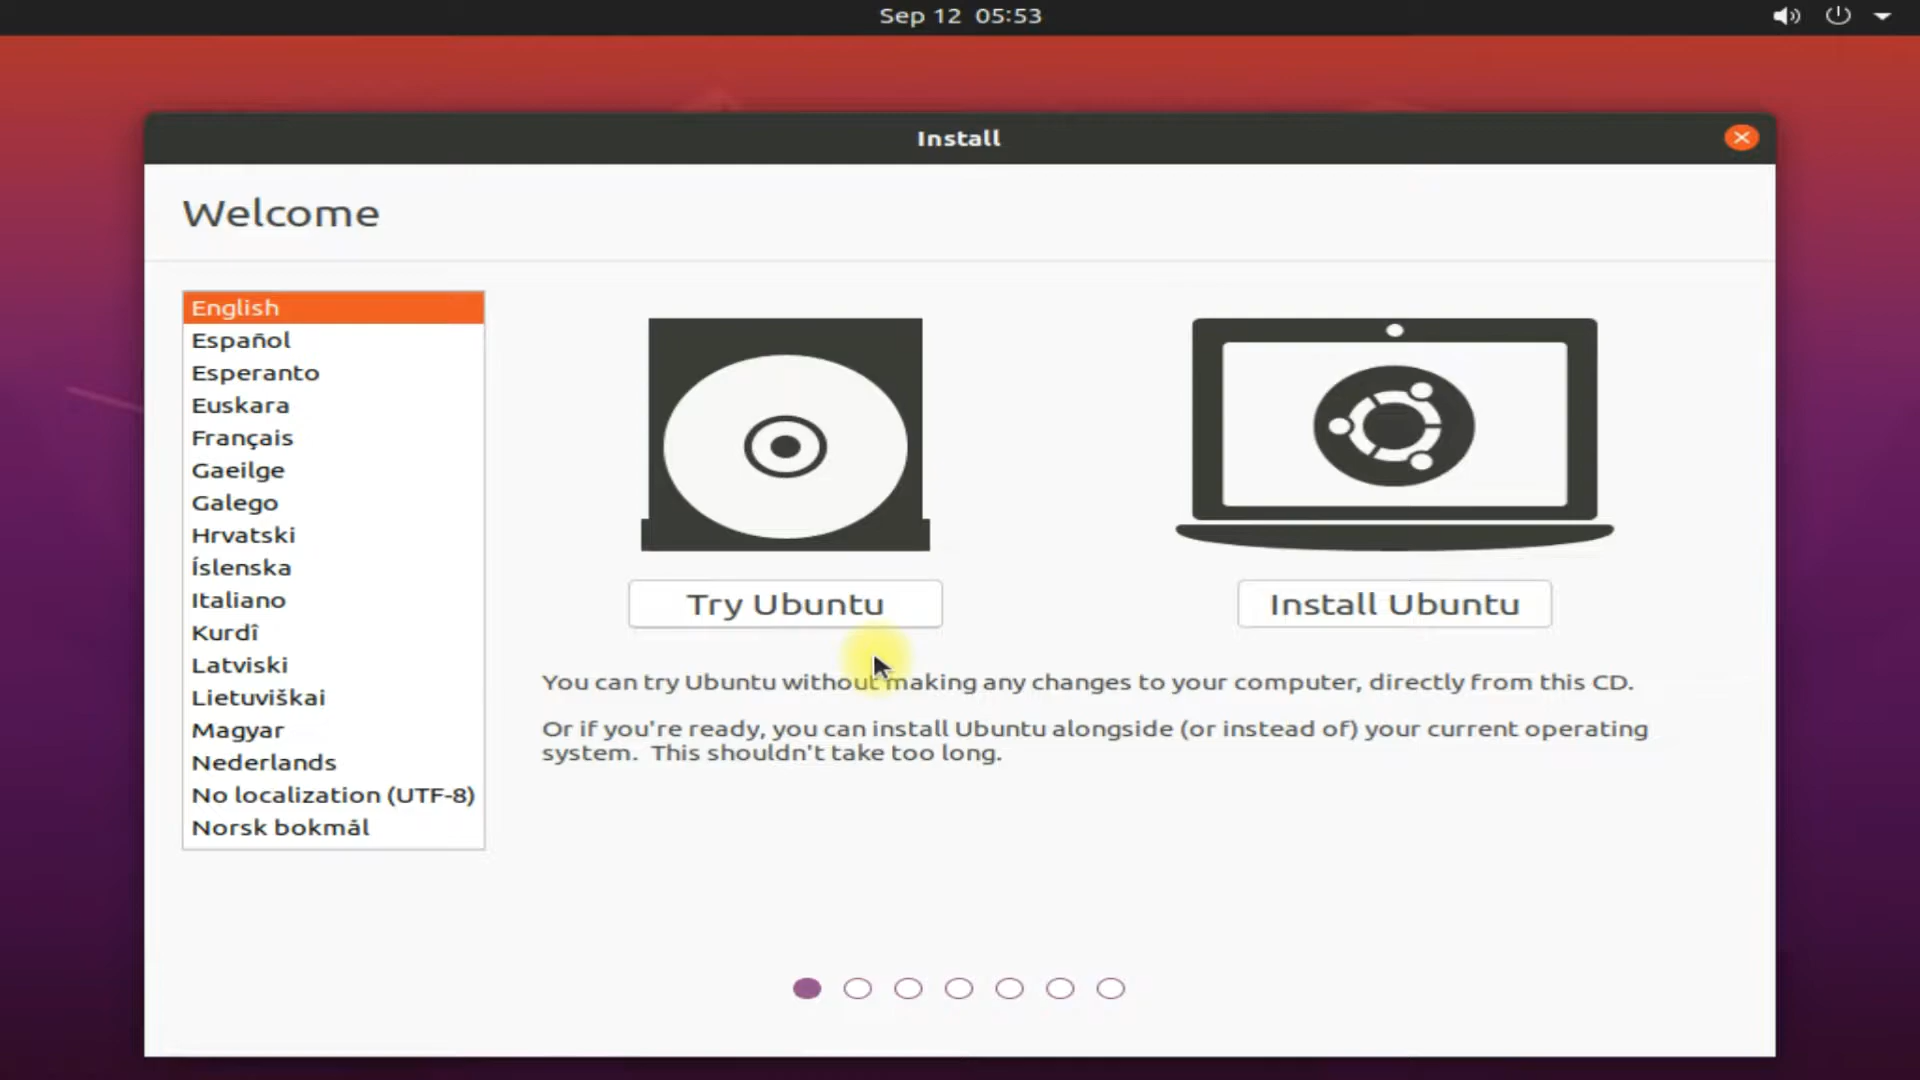 Sep 12 05:53
Install
Welcome
English
Español
Esperanto
Euskara
Français
Gaeilge
Galego
Hrvatski
Íslenska
Italiano
Kurdî
Latviski
Lietuviškai
Magyar
Nederlands
No localization (UTF-8)
Norsk bokmål
Try Ubuntu
Install Ubuntu
You can try Ubuntu without making any changes to your computer, directly from this CD.
Or if you're ready, you can install Ubuntu alongside (or instead of) your current operating
system. This shouldn't take too long.